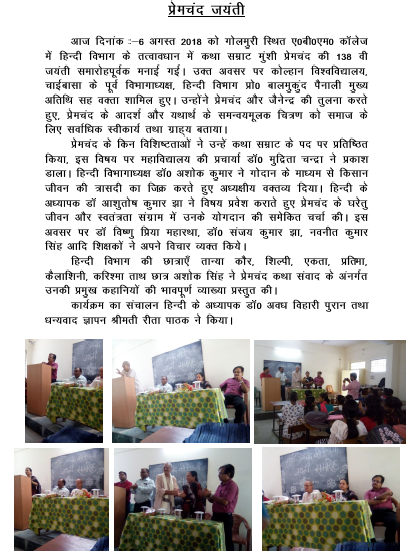 प्रेमचंद जयंती
आज दिनांक :–6 अगस्त 2018 को गोलमुरी स्थित ए0बी0एम0 कॉलेज
में हिन्दी विभाग के तत्वाधान में कथा सम्राट मुंशी प्रेमचंद की 138 वी
जयंती समारोहपूर्वक मनाई गई। उक्त अवसर पर कोल्हान विश्वविद्यालय,
चाईबासा के पूर्व विभागाध्यक्ष, हिन्दी विभाग प्रो0 बालमुकुंद पैनाली मुख्य
अतिथि सह वक्ता शामिल हुए। उन्होंने प्रेमचंद और जैनेन्द्र की तुलना करते
हुए, प्रेमचंद के आदर्श और यथार्थ के समन्वयमूलक चित्रण को समाज के
लिए सर्वाधिक स्वीकार्य तथा ग्राह्य बताया।
प्रेमचंद के किन विशिष्टताओं ने उन्हें कथा सम्राट के पद पर प्रतिष्ठित
किया, इस विषय पर महाविद्यालय की प्रचार्या डॉ0 मुद्रिता चन्द्रा ने प्रकाश
डाला। हिन्दी विभागाध्यक्ष डॉ0 अशोक कुमार ने गोदान के माध्यम से किसान
जीवन की त्रासदी का जिक्र करते हुए अध्यक्षीय वक्तव्य दिया। हिन्दी के
अध्यापक डॉ आशुतोष कुमार झा ने विषय प्रवेश कराते हुए प्रेमचंद के घरेतु
जीवन और स्वतंत्रता संग्राम में उनके योगदान की समेकित चर्चा की। इस
अवसर पर डॉ विष्णु प्रिया महारथा, डॉ0 संजय कुमार झा, नवनीत कुमार
सिंह आदि शिक्षकों ने अपने विचार व्यक्त किये।
हिन्दी विभाग की छात्राएँ तान्या कौर, शिल्पी, एकता, प्रतिमा,
कैलाशिनी, करिश्मा ताथ छात्र अशोक सिंह ने प्रेमचंद कथा संवाद के अंनर्गत
उनकी प्रमुख कहानियों की भावपूर्ण व्याख्या प्रस्तुत की।
कार्यक्रम का संचालन हिन्दी के अध्यापक डॉ0 अवध विहारी पुरान तथा
धन्यवाद ज्ञापन श्रीमती रीता पाठक ने किया।